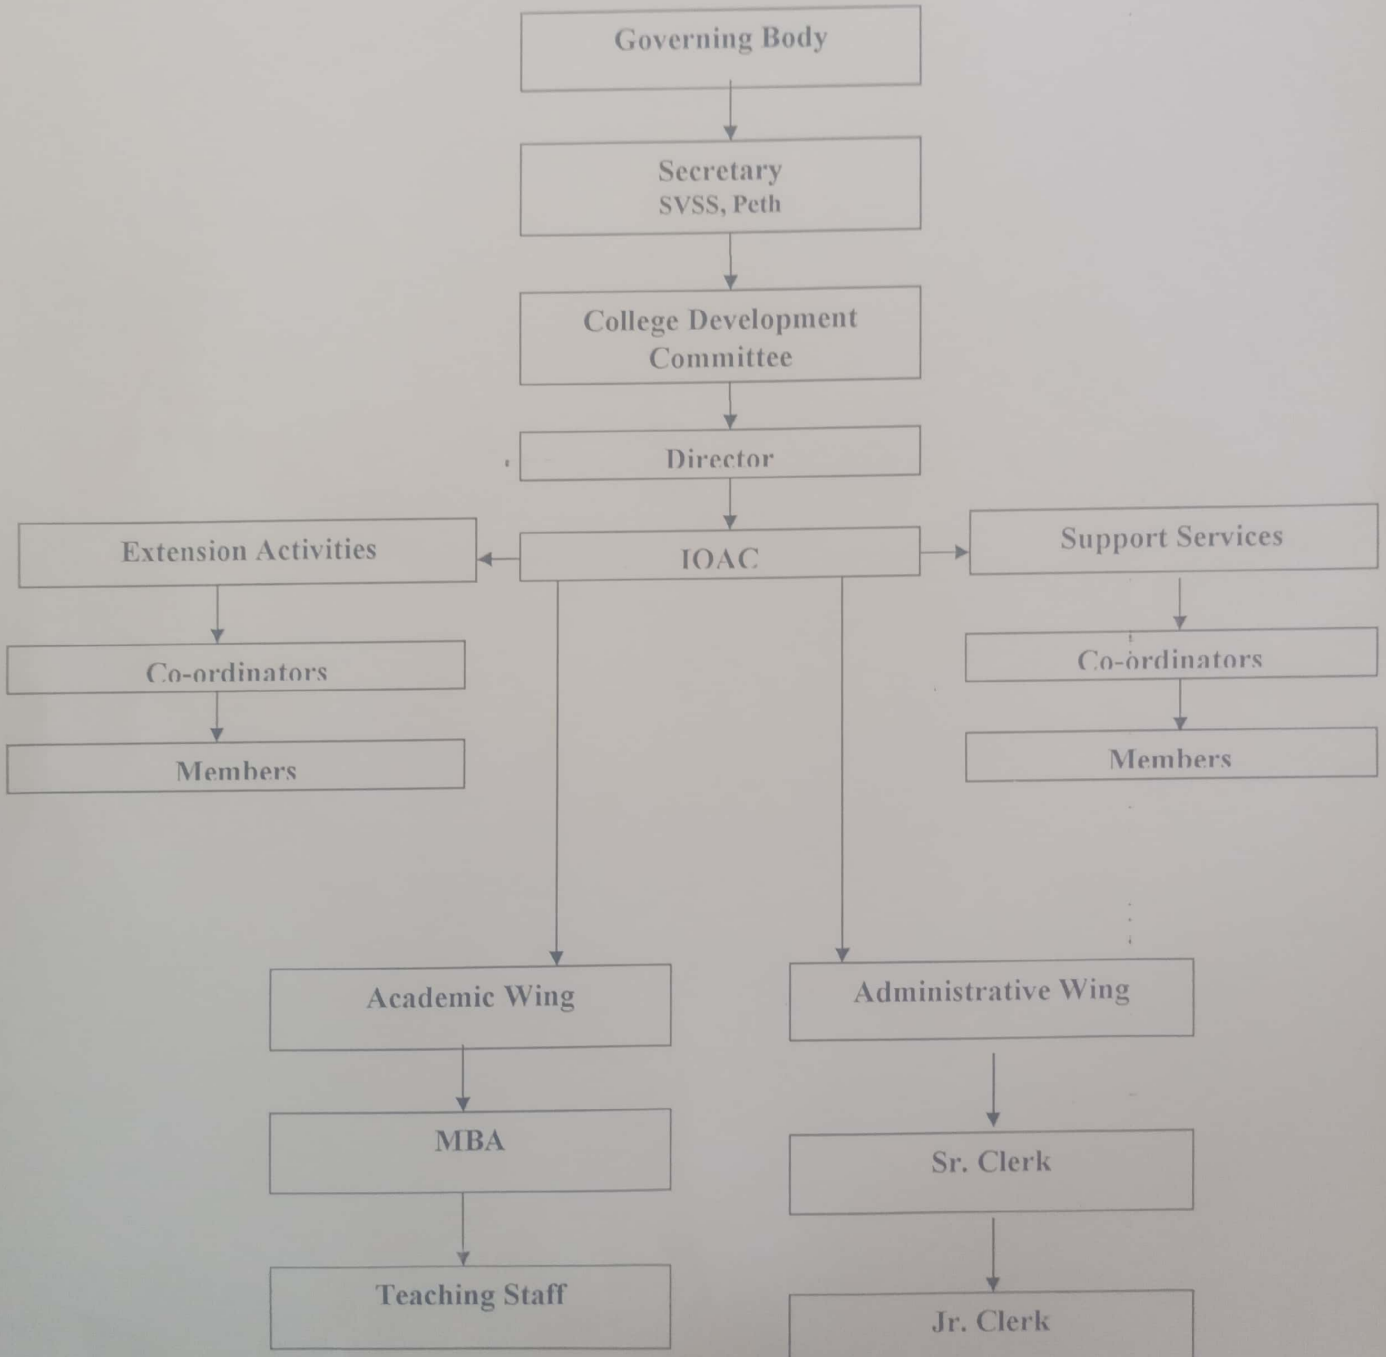 Governing Body
Secretary
SVSS, Peth
College Development
Committee
Director
Extension Activities
IOAC
Support Services
Co-ordinators
Co-ordinators
Members
Members
Academic Wing
Administrative Wing
MBA
Sr. Clerk
Teaching Staff
Jr. Clerk